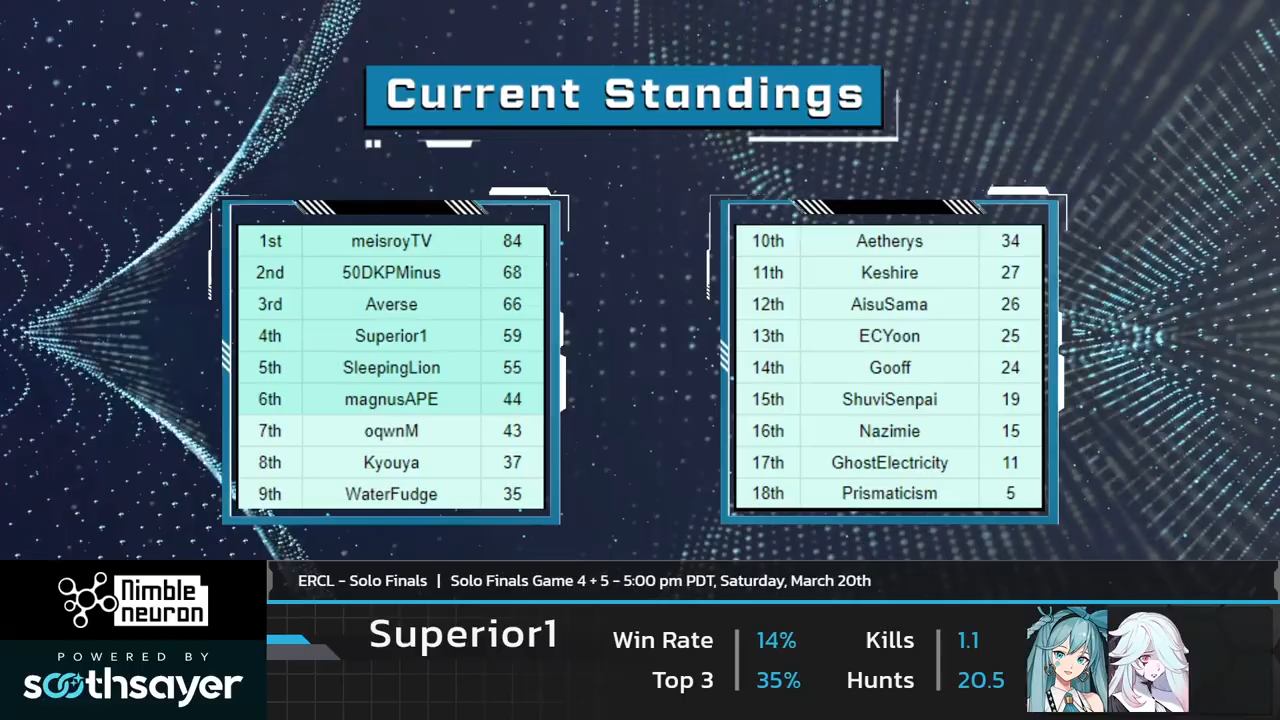 Current Standings
1st meisroyTV 84
2nd 50DKPMinus 68
3rd Averse 66
4th Superior1 59
5th SleepingLion 55
6th magnusAPE 44
7th oqwnM 43
8th Kyouya 37
9th WaterFudge 35
10th Aetherys 34
11th Keshire 27
12th AisuSama 26
13th ECYoon 25
14th Gooff 24
15th ShuviSenpai 19
16th Nazimie 15
17th GhostElectricity 11
18th Prismaticism 5
Nimble
neuron
ERCL - Solo Finals | Solo Finals Game 4 + 5 - 5:00 pm PDT, Saturday, March 20th
POWERED BY
soothsayer
Superior1
Win Rate 14% Kills 1.1
Top 3 35% Hunts 20.5